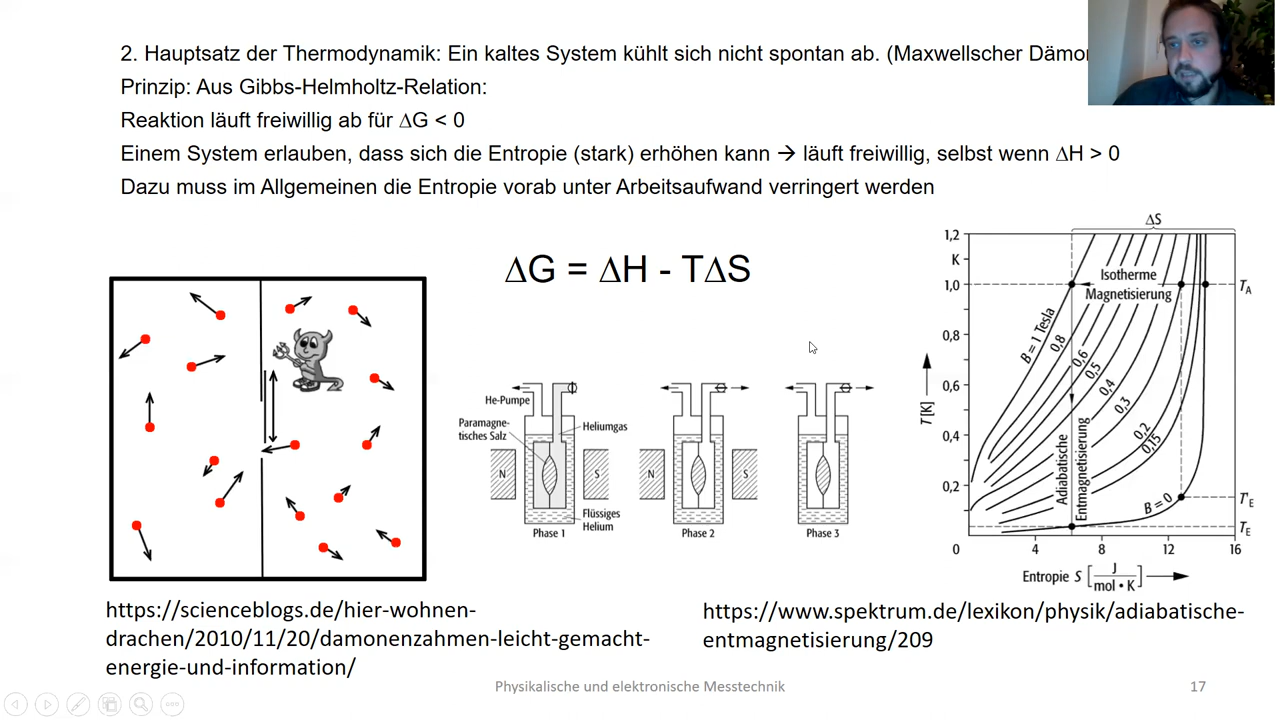 2. Hauptsatz der Thermodynamik: Ein kaltes System kühlt sich nicht spontan ab. (Maxwellscher Dämo
Prinzip: Aus Gibbs-Helmholtz-Relation:
Reaktion läuft freiwillig ab für ∆G < 0
Einem System erlauben, dass sich die Entropie (stark) erhöhen kann → läuft freiwillig, selbst wenn ∆H > 0
Dazu muss im Allgemeinen die Entropie vorab unter Arbeitsaufwand verringert werden
∆G = ∆H - T∆S
He-Pumpe
Paramagne-
tisches Salz
Heliumgas
N
S
Flüssiges
Helium
Phase 1
N
S
Phase 2
Phase 3
∆S
1,2
K
1,0
0,8
0,6
0,4
0,2
0
T[K]
Isotherme
Magnetisierung
B = 1 Tesla
0,8
0,6
0,5
0,4
0,3
0,2
0,15
B = 0
Adiabatische
Entmagnetisierung
T_A
T'_E
T_E
4
8
12
16
Entropie S [J / mol • K]
https://scienceblogs.de/hier-wohnen-
drachen/2010/11/20/damonenzahmen-leicht-gemacht-
energie-und-information/
https://www.spektrum.de/lexikon/physik/adiabatische-
entmagnetisierung/209
Physikalische und elektronische Messtechnik
17